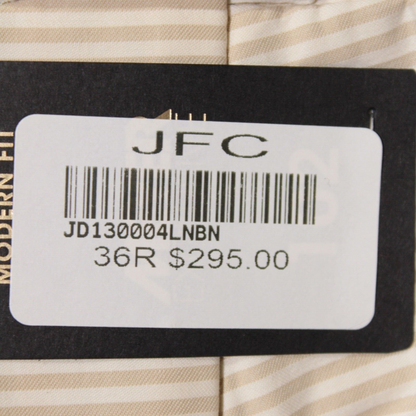 MODERN FIT
JFC
JD130004LNBN
36R $295.00